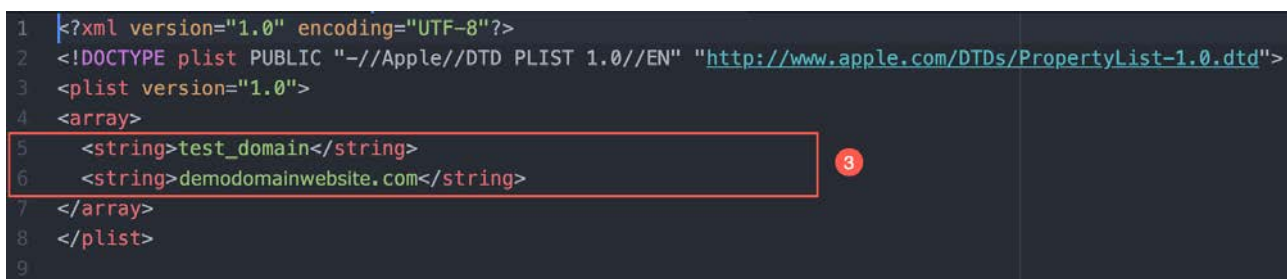 1 <?xml version="1.0" encoding="UTF-8"?>
2 <!DOCTYPE plist PUBLIC "-//Apple//DTD PLIST 1.0//EN" "http://www.apple.com/DTDs/PropertyList-1.0.dtd">
3 <plist version="1.0">
4 <array>
5 <string>test_domain</string>
6 <string>demodomainwebsite.com</string>
3
7 </array>
8 </plist>
9